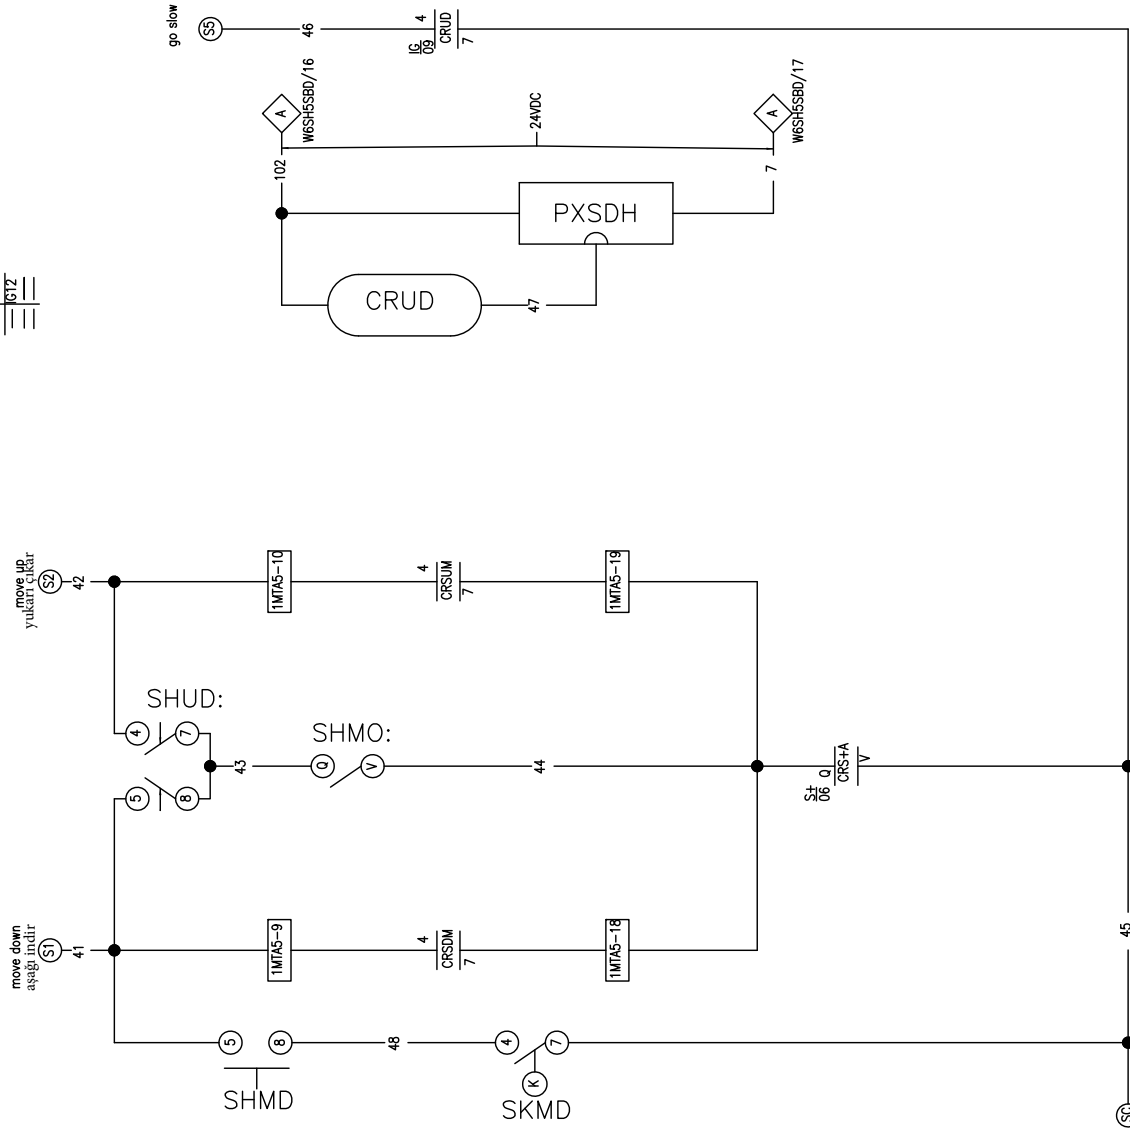 go slow
S5
46
4
CRUD
7
IG
09
A
W6SH5SBD/16
24VDC
A
W6SH5SBD/17
102
7
PXSDH
CRUD
47
IG12
move up
yukarı çıkar
S2
42
1MTA5-10
4
CRSUM
7
1MTA5-19
SHUD:
4
7
5
8
43
SHMO:
Q
V
44
S+
06
Q
CRS+A
V
move down
aşağı indir
S1
41
1MTA5-9
4
CRSDM
7
1MTA5-18
45
5
8
48
4
7
K
SHMD
SKMD
SC